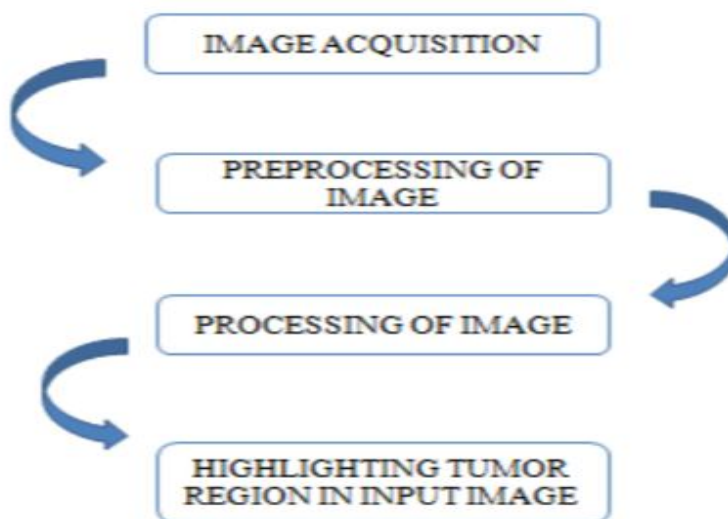 IMAGE ACQUISITION
PREPROCESSING OF
IMAGE
PROCESSING OF IMAGE
HIGHLIGHTING TUMOR
REGION IN INPUT IMAGE